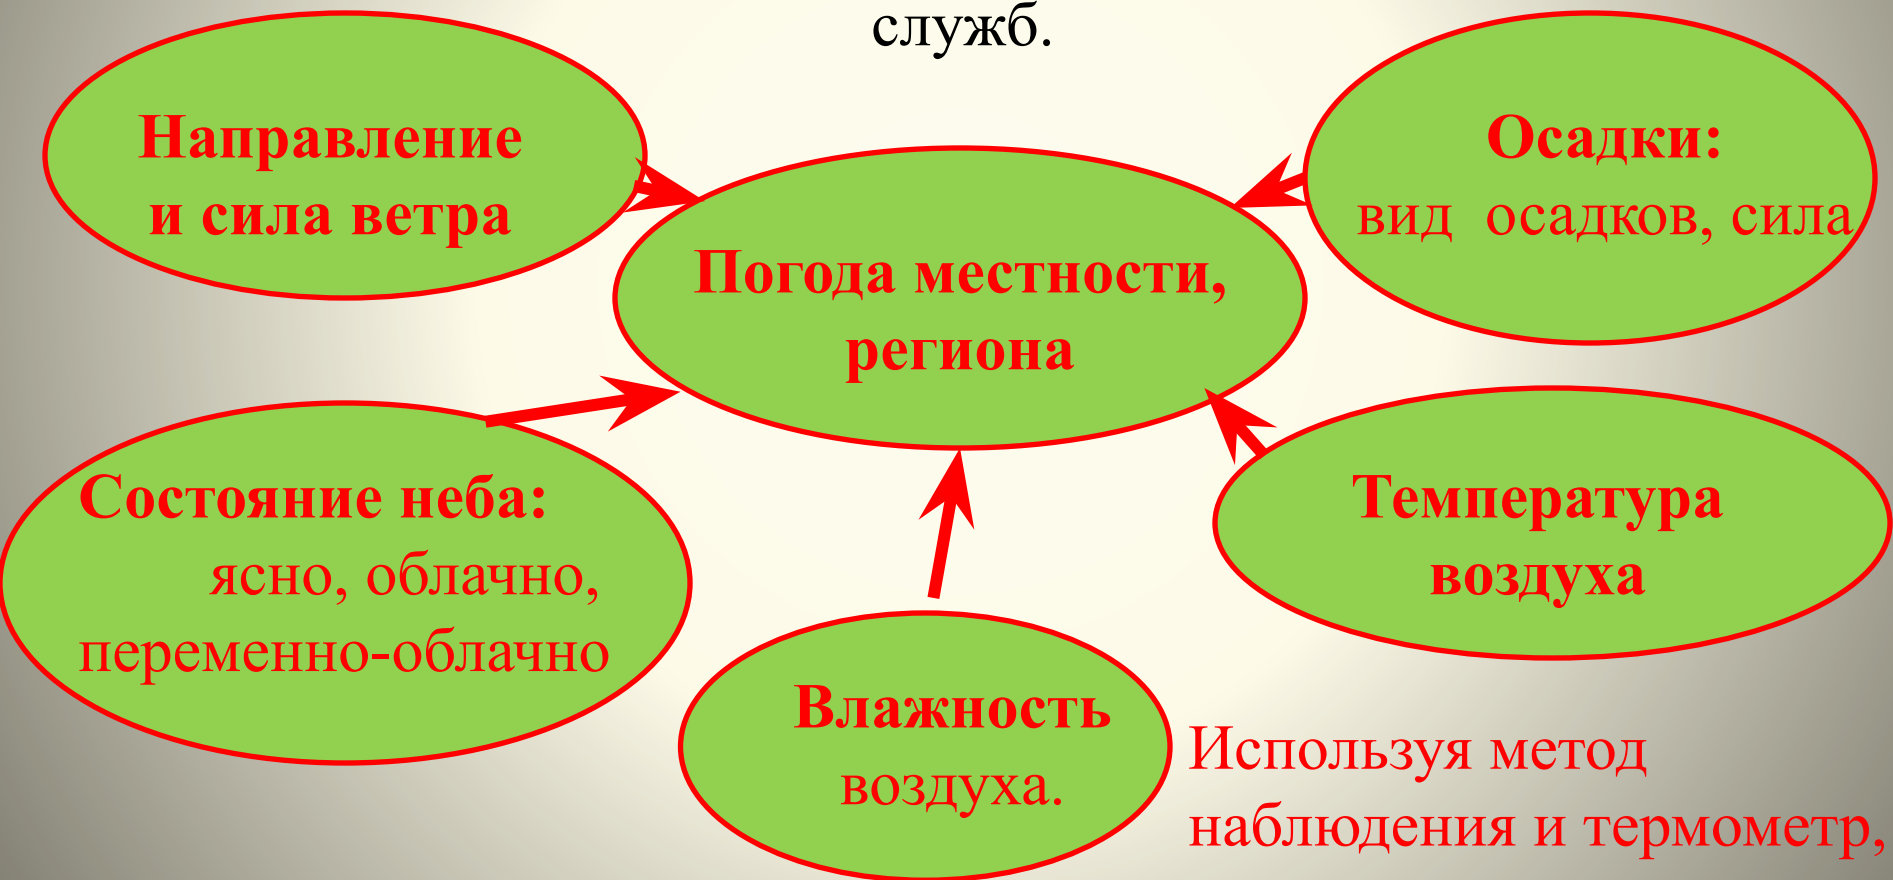 служб.
Направление
и сила ветра
Осадки:
вид осадков, сила
Погода местности,
региона
Состояние неба:
ясно, облачно,
переменно-облачно
Температура
воздуха
Влажность
воздуха.
Используя метод
наблюдения и термометр,